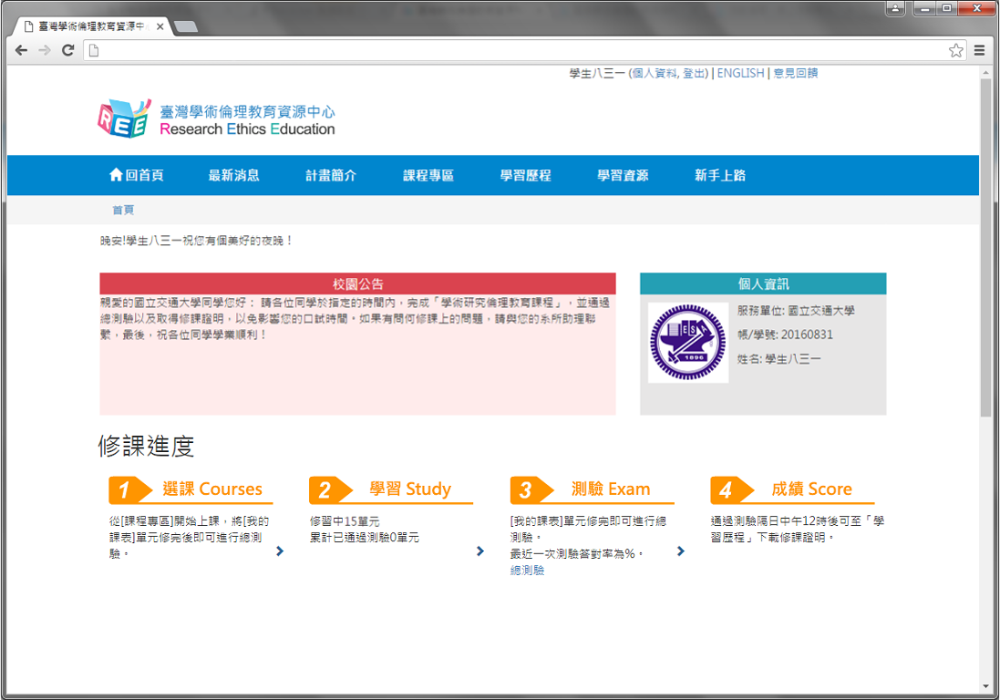 臺灣學術倫理教育資源中
學生八三一 (個人資料, 登出) | ENGLISH | 意見回饋
REE
臺灣學術倫理教育資源中心
Research Ethics Education
回首頁 最新消息 計畫簡介 課程專區 學習歷程 學習資源 新手上路
首頁
晚安!學生八三一祝您有個美好的夜晚！
校園公告
親愛的國立交通大學同學您好： 請各位同學於指定的時間內，完成「學術研究倫理教育課程」，並通過
總測驗以及取得修課證明，以免影響您的口試時間。如果有問何修課上的問題，請與您的系所助理聯
繫，最後，祝各位同學學業順利！
個人資訊
服務單位: 國立交通大學
帳/學號: 20160831
姓名: 學生八三一
EST
1896
修課進度
1 選課 Courses
從[課程專區]開始上課，將[我的
課表]單元修完後即可進行總測
驗。
2 學習 Study
修習中15單元
累計已通過測驗0單元
3 測驗 Exam
[我的課表]單元修完即可進行總
測驗。
最近一次測驗答對率為%。
總測驗
4 成績 Score
通過測驗隔日中午12時後可至「學
習歷程」下載修課證明。